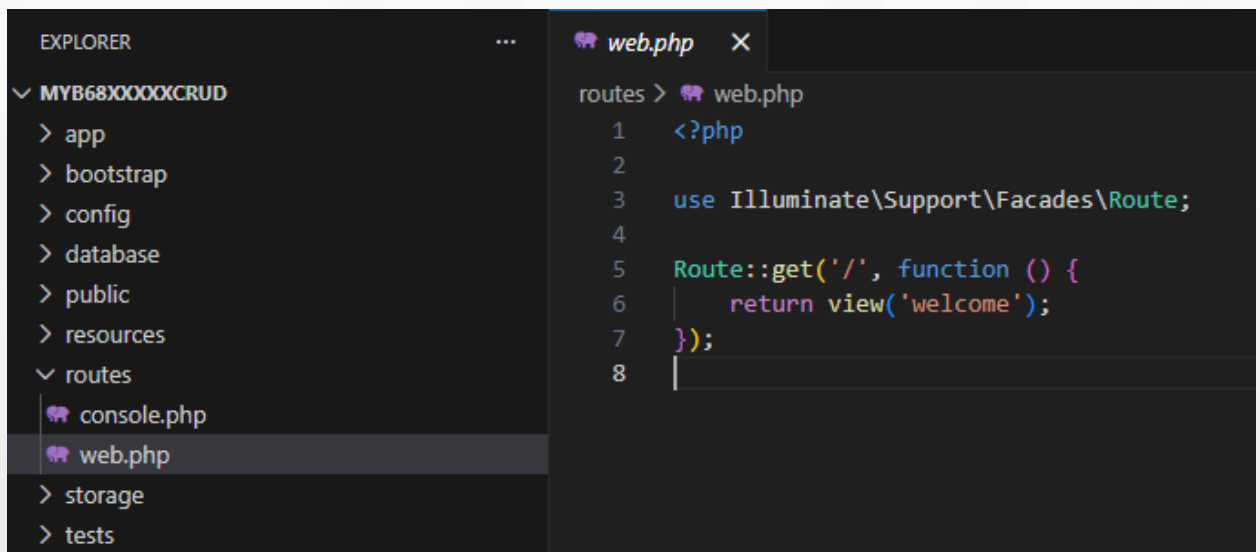 EXPLORER ...
MYB68XXXXXCRUD
app
bootstrap
config
database
public
resources
routes
console.php
web.php
storage
tests
web.php
routes > web.php
1 <?php
2
3 use Illuminate\Support\Facades\Route;
4
5 Route::get('/', function () {
6     return view('welcome');
7 });
8